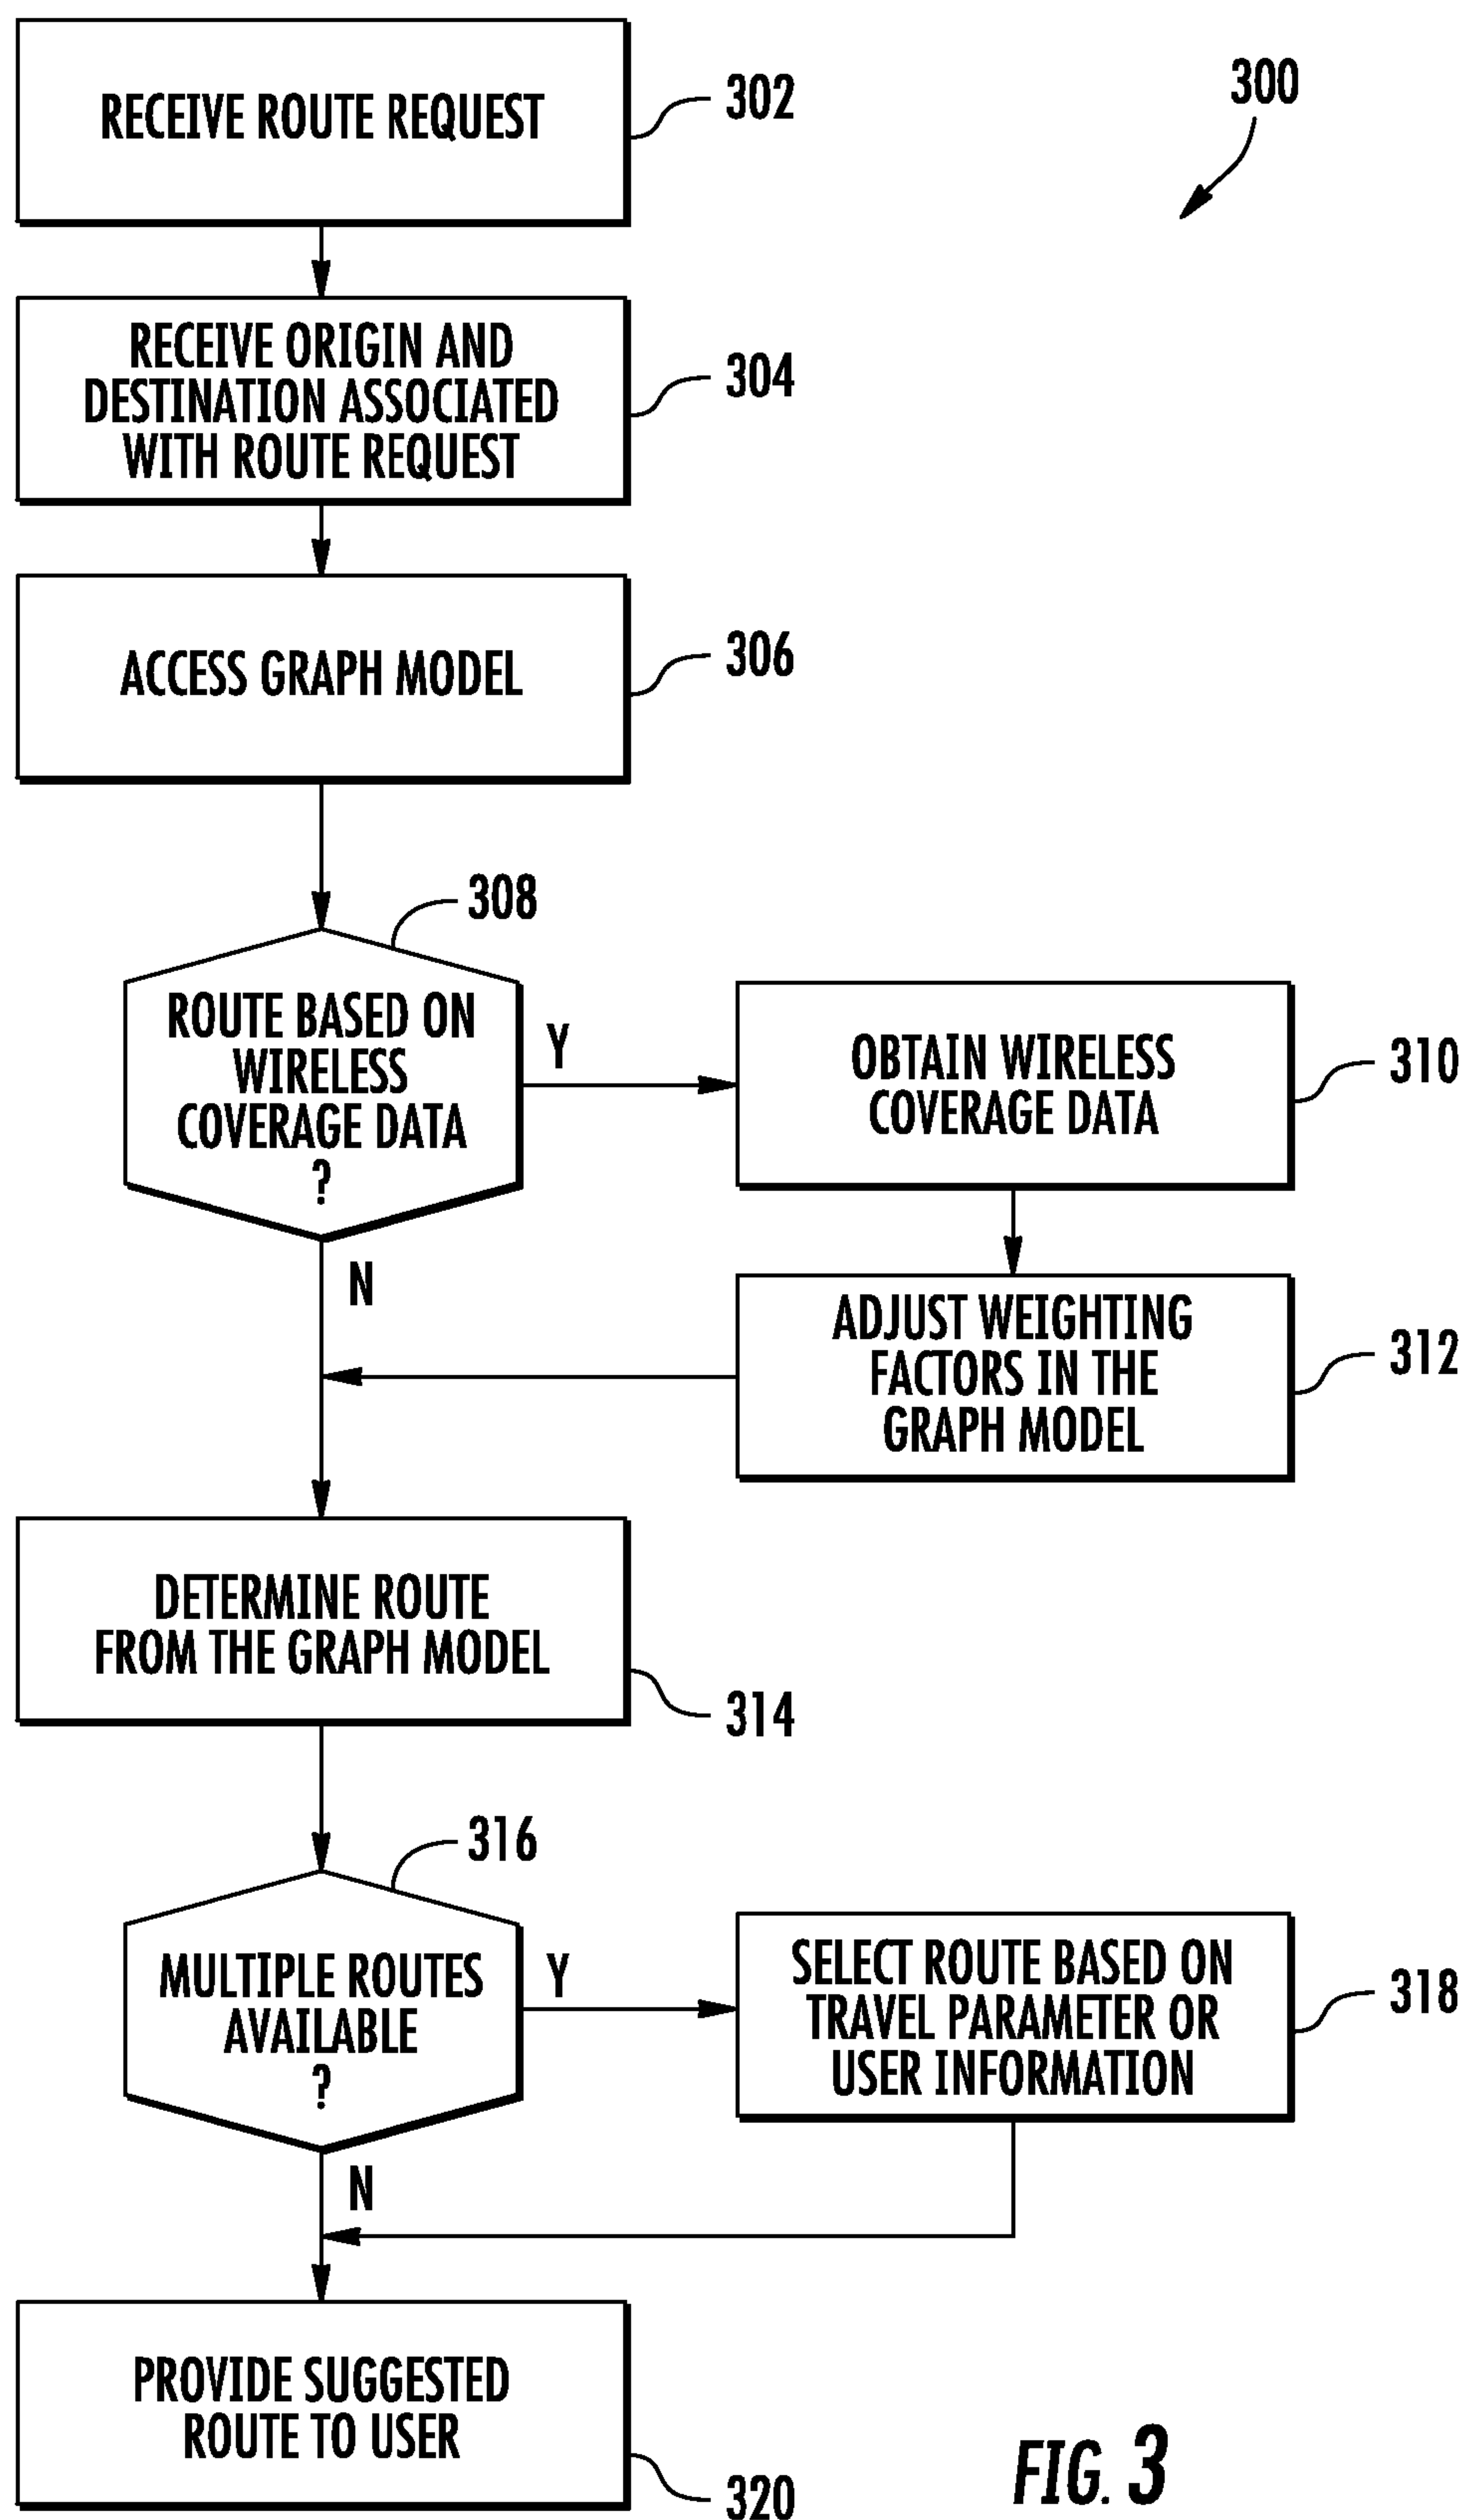 RECEIVE ROUTE REQUEST
302
300
RECEIVE ORIGIN AND
DESTINATION ASSOCIATED
WITH ROUTE REQUEST
304
ACCESS GRAPH MODEL
306
308
ROUTE BASED ON
WIRELESS
COVERAGE DATA
?
Y
N
OBTAIN WIRELESS
COVERAGE DATA
310
ADJUST WEIGHTING
FACTORS IN THE
GRAPH MODEL
312
DETERMINE ROUTE
FROM THE GRAPH MODEL
314
316
MULTIPLE ROUTES
AVAILABLE
?
Y
N
SELECT ROUTE BASED ON
TRAVEL PARAMETER OR
USER INFORMATION
318
PROVIDE SUGGESTED
ROUTE TO USER
320
FIG. 3